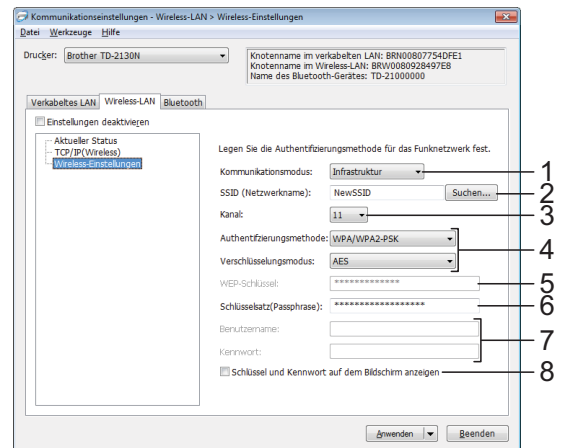 Kommunikationseinstellungen - Wireless-LAN > Wireless-Einstellungen
Datei Werkzeuge Hilfe
Drucker: Brother TD-2130N
Knotenname im verkabelten LAN: BRN00807754DFE1
Knotenname im Wireless-LAN: BRW0080928497E8
Name des Bluetooth-Gerätes: TD-21000000
Verkabeltes LAN Wireless-LAN Bluetooth
Einstellungen deaktivieren
Aktueller Status
TCP/IP(Wireless)
Wireless-Einstellungen
Legen Sie die Authentifizierungsmethode für das Funknetzwerk fest.
Kommunikationsmodus: Infrastruktur 1
SSID (Netzwerkname): NewSSID Suchen... 2
Kanal: 11 3
Authentifzierungsmethode: WPA/WPA2-PSK
4
Verschlüsselungsmodus: AES
WEP-Schlüssel: ************* 5
Schlüsselsatz(Passphrase): ****************** 6
Benutzername:
7
Kennwort:
Schlüssel und Kennwort auf dem Bildschirm anzeigen 8
Anwenden Beenden